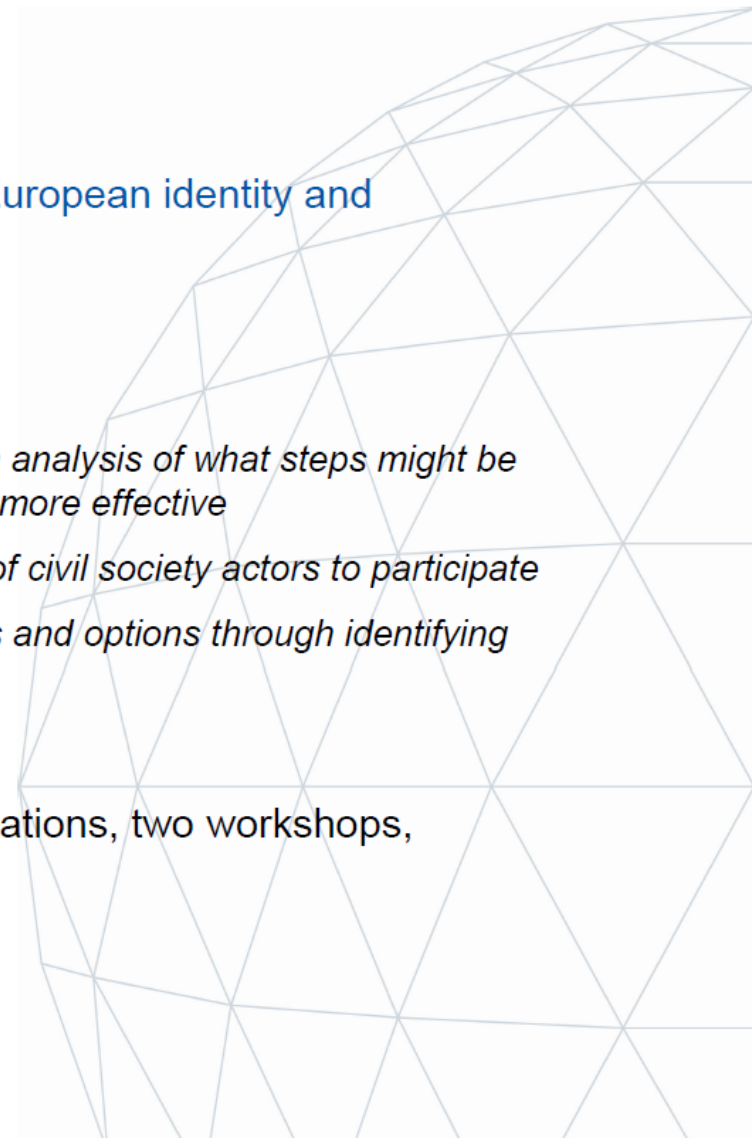 uropean identity and
analysis of what steps might be
more effective
of civil society actors to participate
s and options through identifying
ations, two workshops,